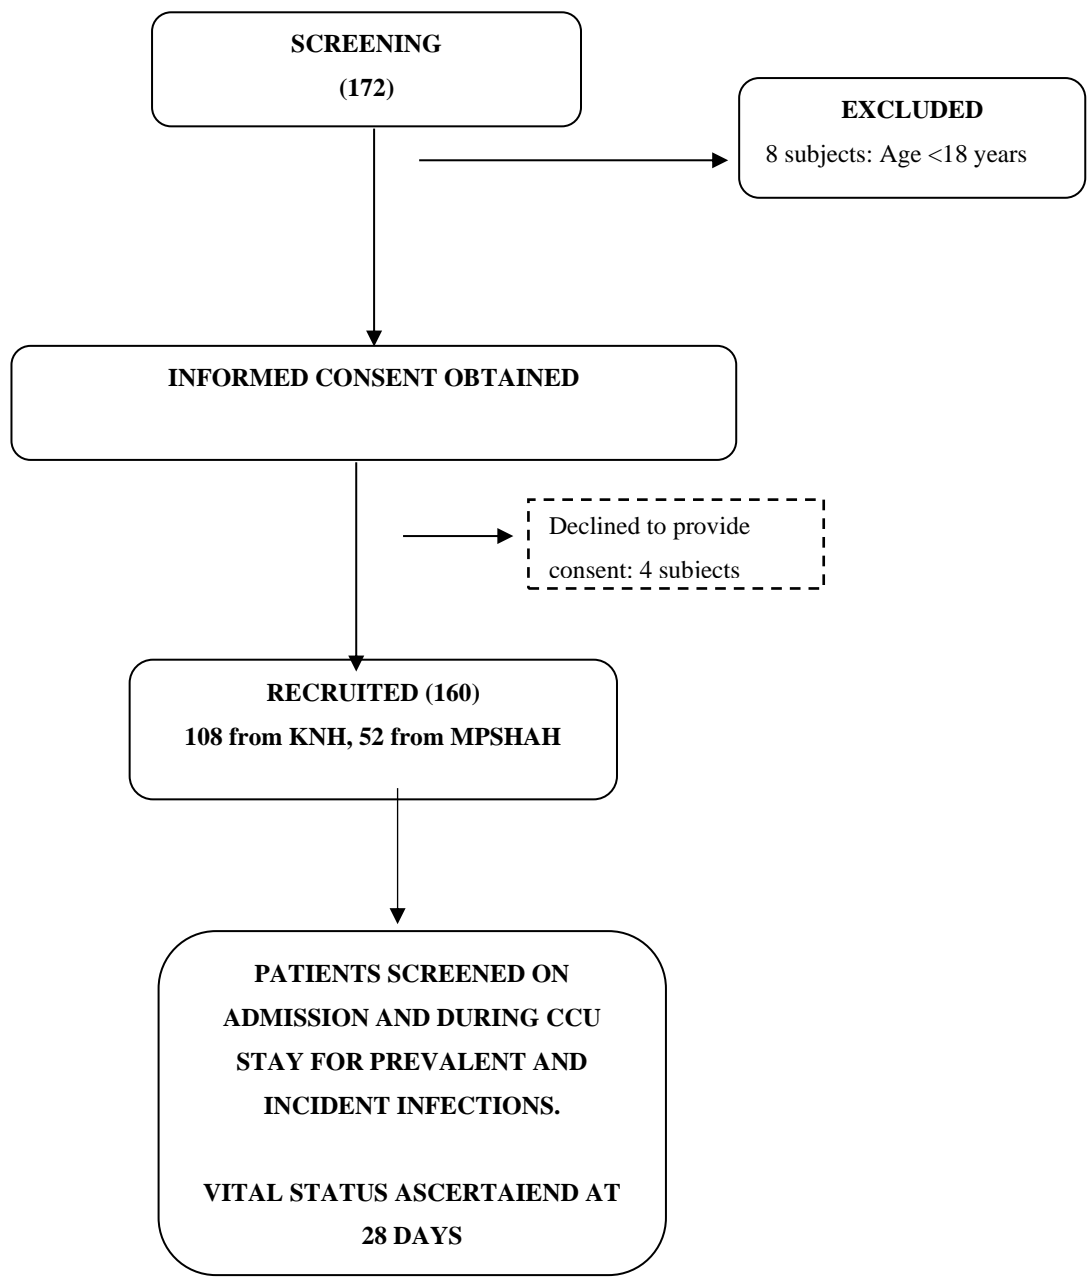 SCREENING
(172)
EXCLUDED
8 subjects: Age <18 years
INFORMED CONSENT OBTAINED
Declined to provide
consent: 4 subjects
RECRUITED (160)
108 from KNH, 52 from MPSHAH
PATIENTS SCREENED ON
ADMISSION AND DURING CCU
STAY FOR PREVALENT AND
INCIDENT INFECTIONS.
VITAL STATUS ASCERTAIEND AT
28 DAYS